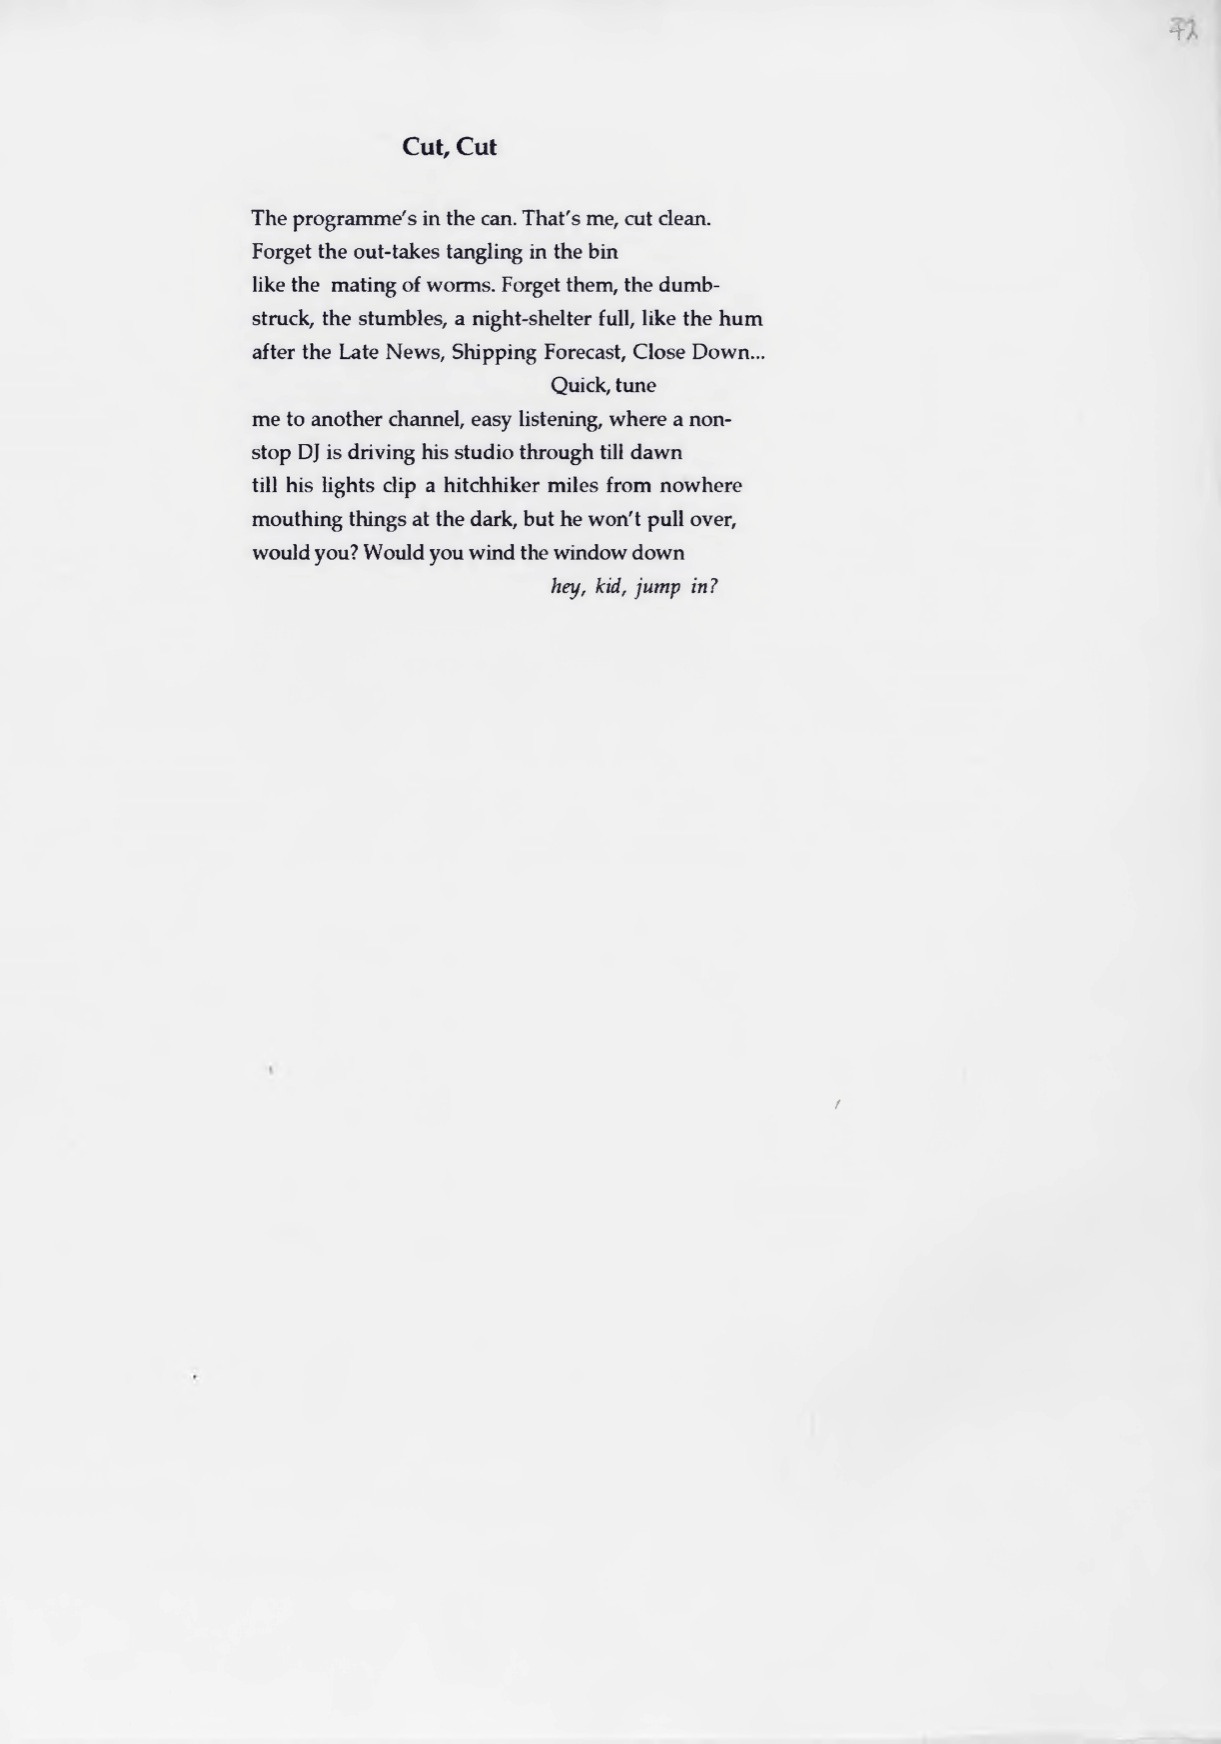 Cut, Cut
The programme's in the can. That's me, cut clean.
Forget the out-takes tangling in the bin
like the mating of worms. Forget them, the dumb-
struck, the stumbles, a night-shelter full, like the hum
after the Late News, Shipping Forecast, Close Down...
Quick, tune
me to another channel, easy listening, where a non-
stop DJ is driving his studio through till dawn
till his lights clip a hitchhiker miles from nowhere
mouthing things at the dark, but he won't pull over,
would you? Would you wind the window down
hey, kid, jump in?